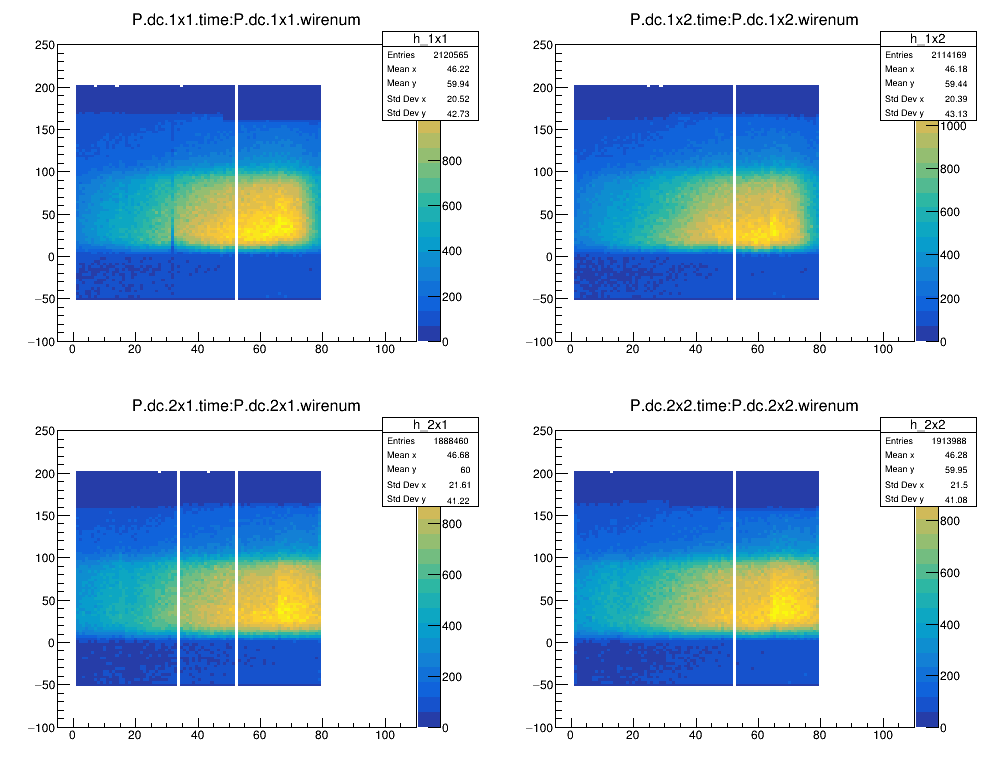 P.dc.1x1.time:P.dc.1x1.wirenum
h_1x1
Entries 2120565
Mean x 46.22
Mean y 59.94
Std Dev x 20.52
Std Dev y 42.73
250
200
150
100
50
0
−50
−100
0 20 40 60 80 100
800
600
400
200
0
P.dc.1x2.time:P.dc.1x2.wirenum
h_1x2
Entries 2114169
Mean x 46.18
Mean y 59.44
Std Dev x 20.39
Std Dev y 43.13
250
200
150
100
50
0
−50
−100
0 20 40 60 80 100
1000
800
600
400
200
0
P.dc.2x1.time:P.dc.2x1.wirenum
h_2x1
Entries 1888460
Mean x 46.68
Mean y 60
Std Dev x 21.61
Std Dev y 41.22
250
200
150
100
50
0
−50
−100
0 20 40 60 80 100
800
600
400
200
0
P.dc.2x2.time:P.dc.2x2.wirenum
h_2x2
Entries 1913988
Mean x 46.28
Mean y 59.95
Std Dev x 21.5
Std Dev y 41.08
250
200
150
100
50
0
−50
−100
0 20 40 60 80 100
800
600
400
200
0